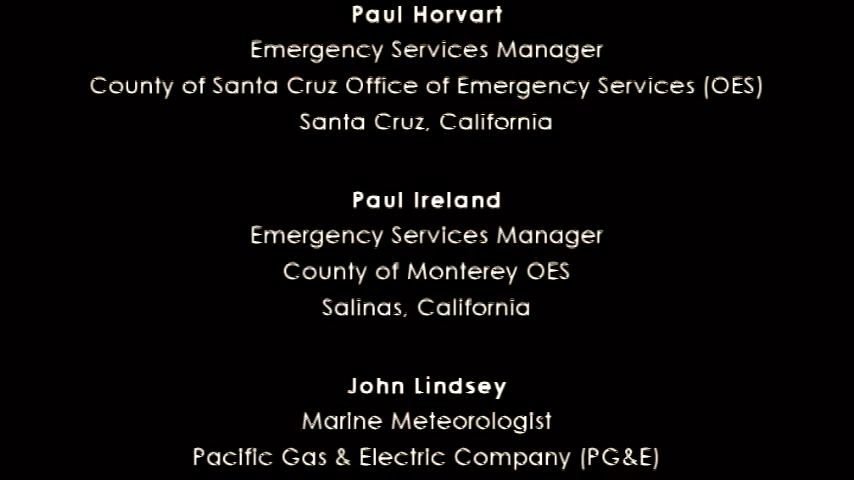 Paul Horvart
Emergency Services Manager
County of Santa Cruz Office of Emergency Services (OES)
Santa Cruz, California
Paul Ireland
Emergency Services Manager
County of Monterey OES
Salinas, California
John Lindsey
Marine Meteorologist
Pacific Gas & Electric Company (PG&E)